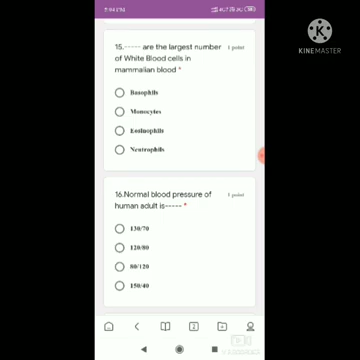 KINEMASTER
15.----- are the largest number
1 point
of White Blood cells in
mammalian blood *
Basophils
Monocytes
Eosinophils
Neutrophils
16.Normal blood pressure of
1 point
human adult is----- *
130/70
120/80
80/120
150/40